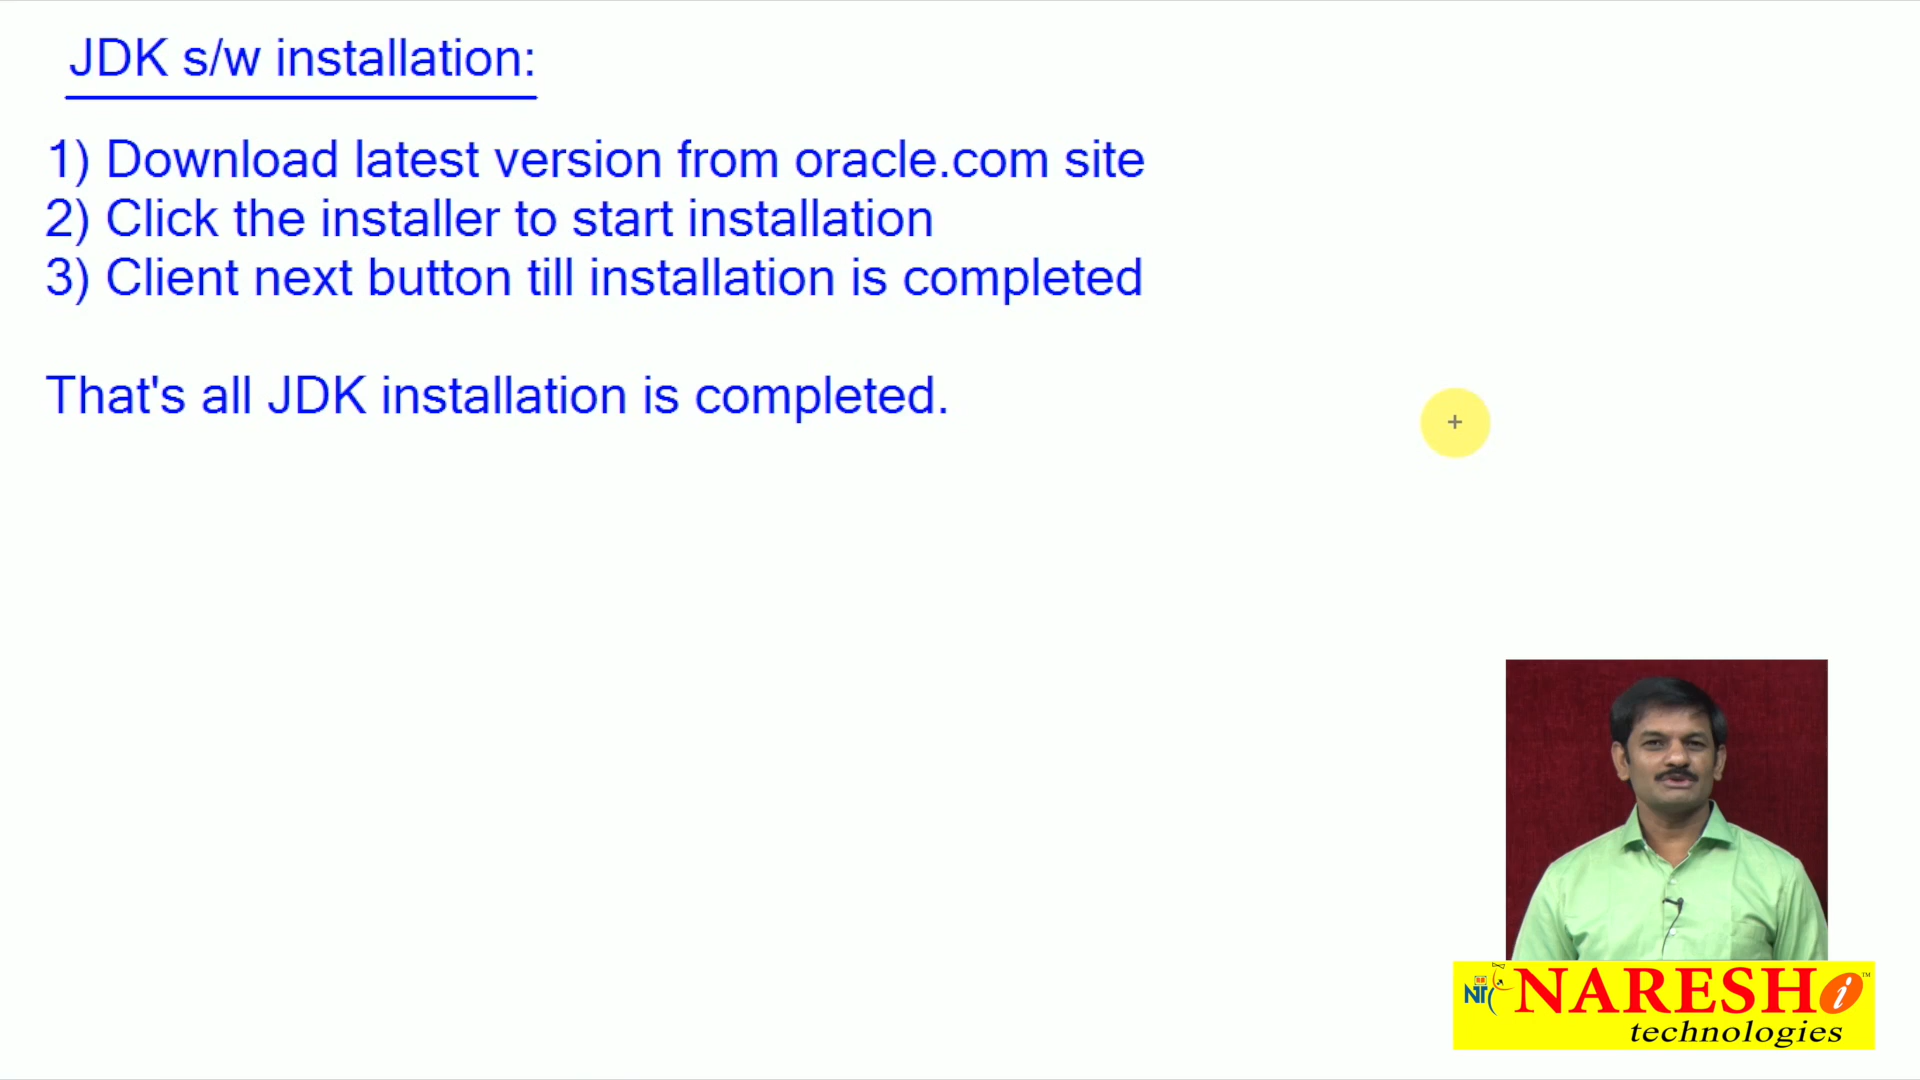 JDK s/w installation:
1) Download latest version from oracle.com site
2) Click the installer to start installation
3) Client next button till installation is completed
That's all JDK installation is completed.
NARESH i ™
technologies